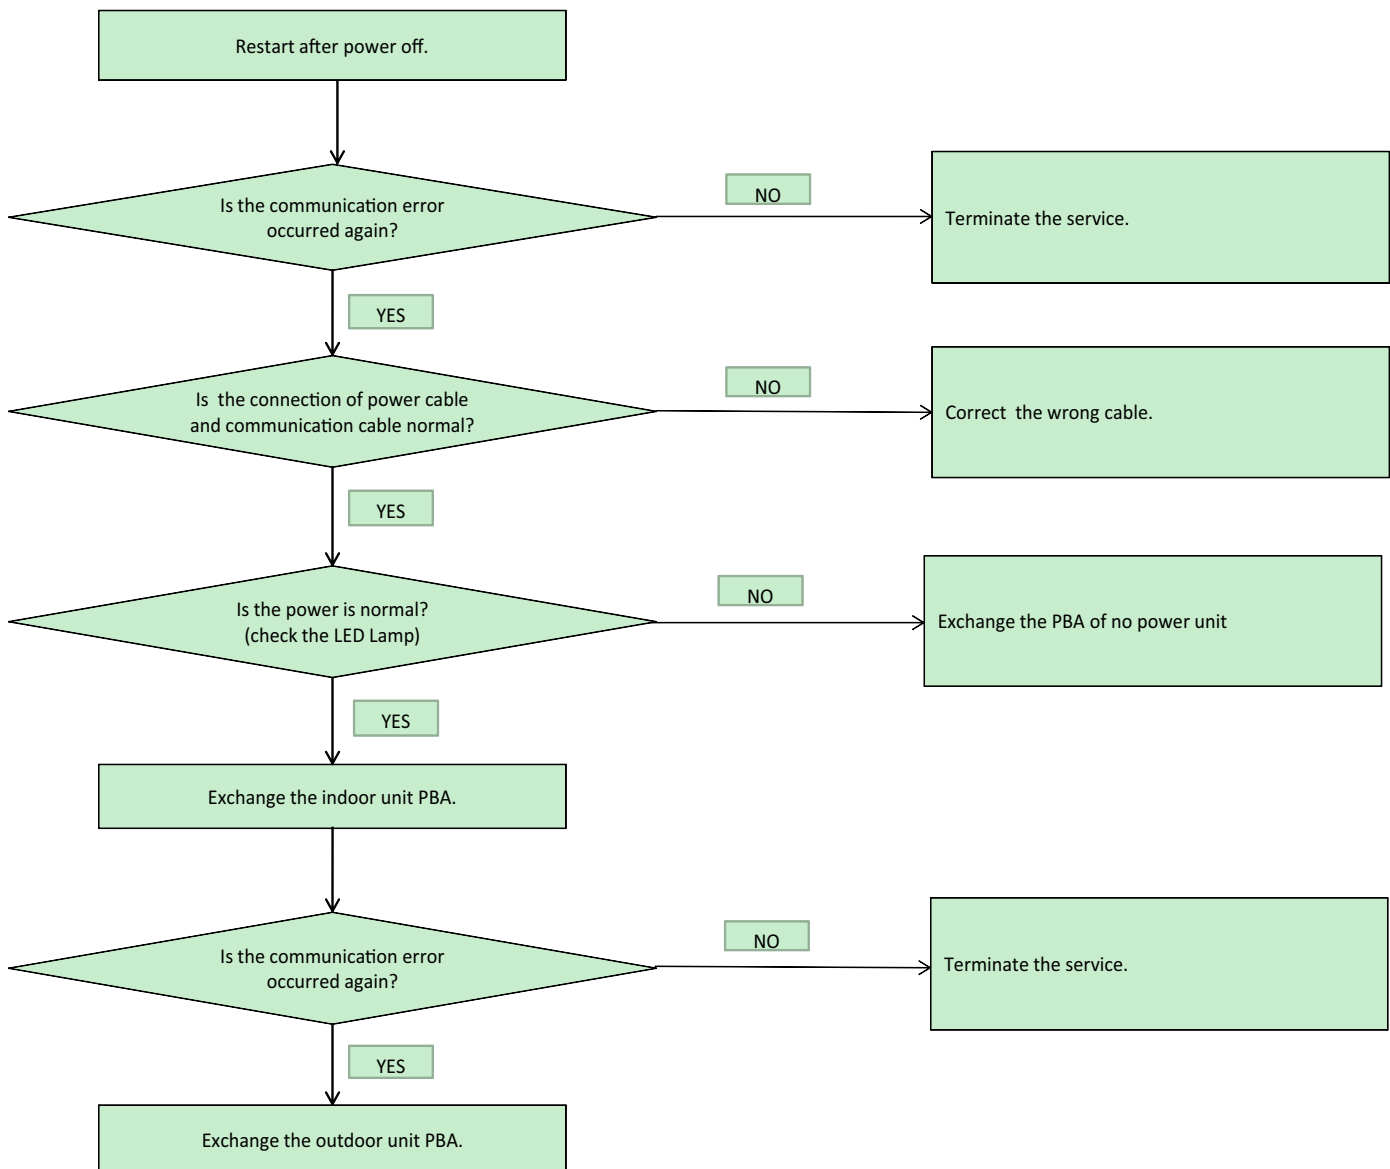 Restart after power off.
Is the communication error
occurred again?
NO
Terminate the service.
YES
Is  the connection of power cable
and communication cable normal?
NO
Correct  the wrong cable.
YES
Is the power is normal?
(check the LED Lamp)
NO
Exchange the PBA of no power unit
YES
Exchange the indoor unit PBA.
Is the communication error
occurred again?
NO
Terminate the service.
YES
Exchange the outdoor unit PBA.